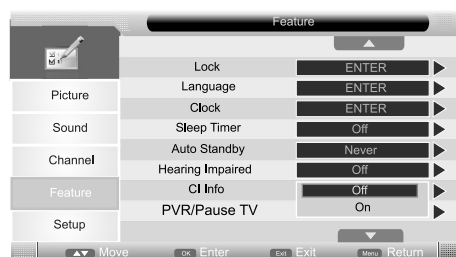 Feature
Lock ENTER
Picture
Language ENTER
Clock ENTER
Sound
Sleep Timer Off
Auto Standby Never
Channel
Hearing Impaired Off
Feature
CI Info Off
PVR/Pause TV On
Setup
▲▼ Move OK Enter Exit Exit Menu Return